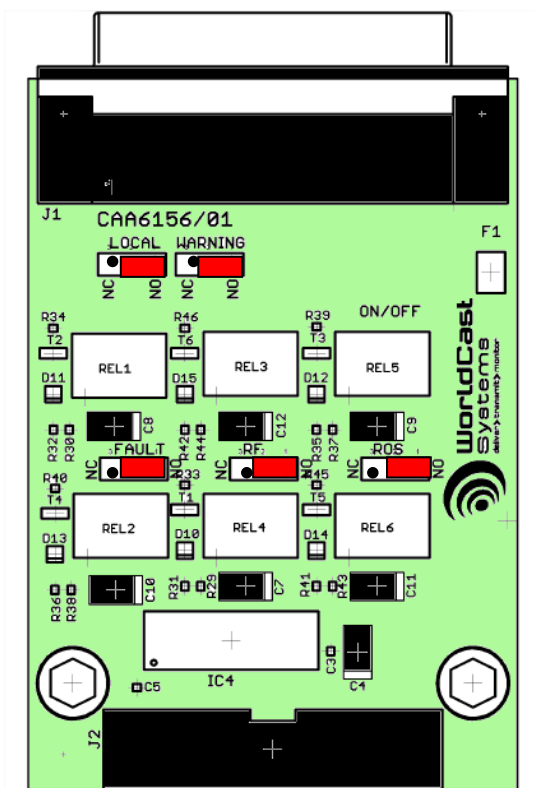 J1
CAA6156/01
F1
LOCAL WARNING
NC NO NC NO
ON/OFF
R34 R46 R39
T2 T6 T3
REL1 REL3 REL5
D11 D15 D12
WorldCast
Systems
deliver>transmit>monitor
C8 C12 C9
R32 R30 R42 R44 R35 R37
FAULT RF ROS
NC NO NC NO NC NO
R40 R33 R45
T4 T1 T5
REL2 REL4 REL6
D13 D10 D14
C10 C7 C11
R36 R38 R31 R29 R41 R43
IC4
C3
C4
C5
J2